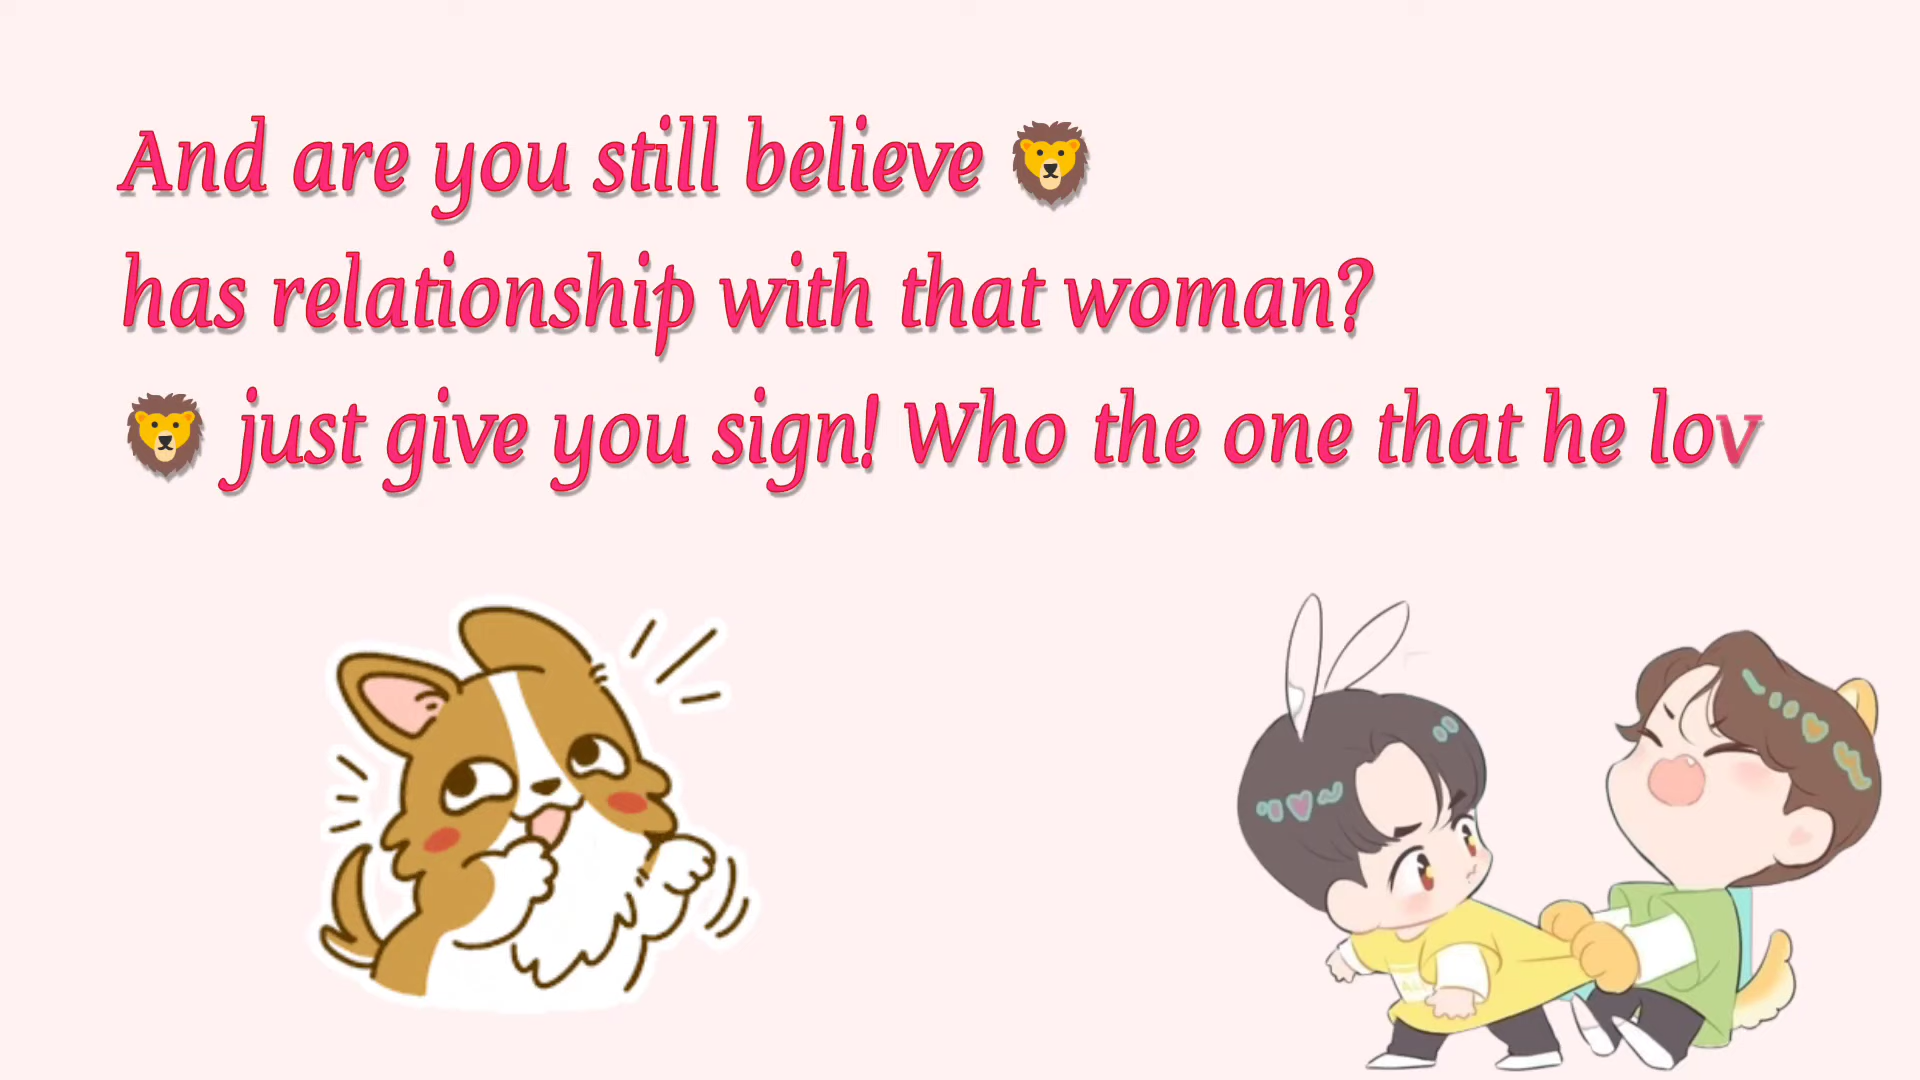 And are you still believe 🦁
has relationship with that woman?
🦁 just give you sign! Who the one that he lov